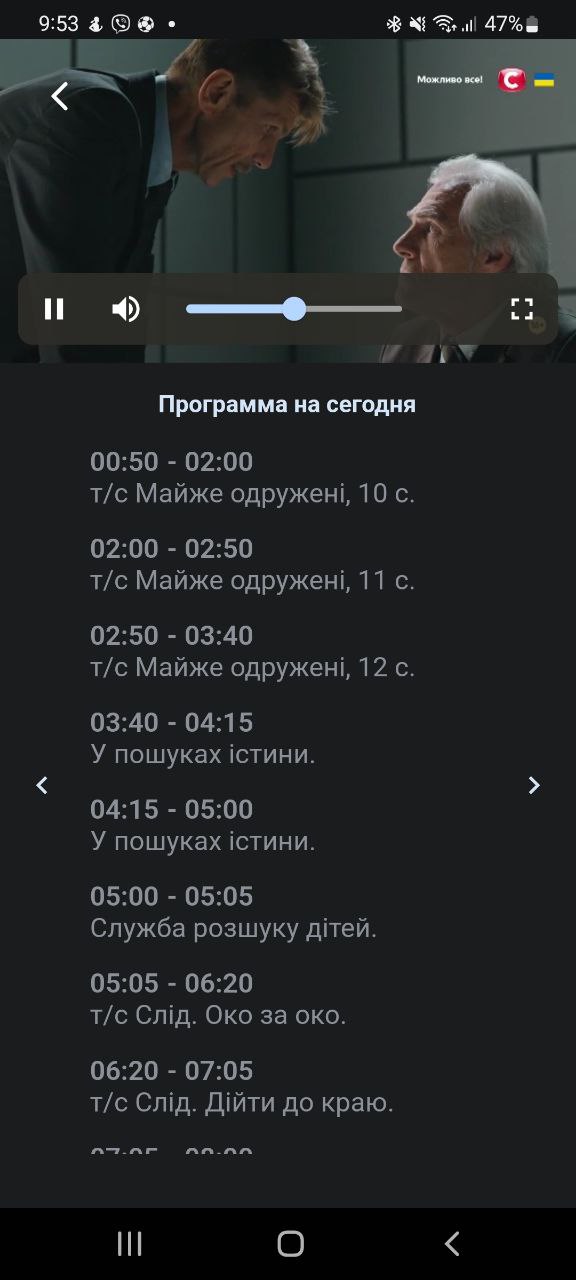 9:53
47%
Можливо все!
С
Программа на сегодня
00:50 - 02:00
т/с Майже одружені, 10 с.
02:00 - 02:50
т/с Майже одружені, 11 с.
02:50 - 03:40
т/с Майже одружені, 12 с.
03:40 - 04:15
У пошуках істини.
04:15 - 05:00
У пошуках істини.
05:00 - 05:05
Служба розшуку дітей.
05:05 - 06:20
т/с Слід. Око за око.
06:20 - 07:05
т/с Слід. Дійти до краю.